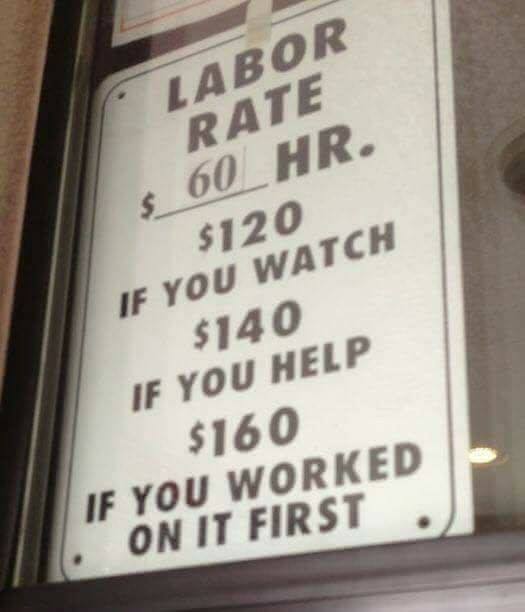 LABOR
RATE
$ 60 HR.
$120
IF YOU WATCH
$140
IF YOU HELP
$160
IF YOU WORKED
ON IT FIRST